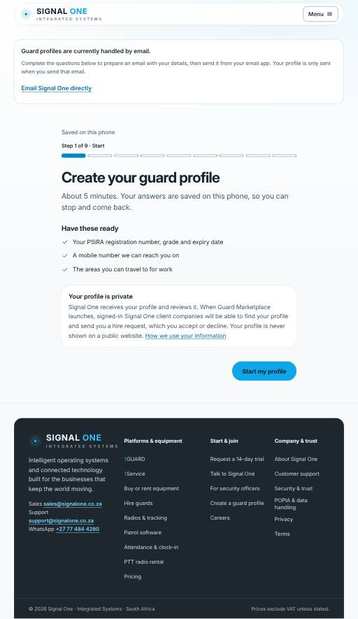 SIGNAL ONE
INTEGRATED SYSTEMS
Menu
Guard profiles are currently handled by email.
Complete the questions below to prepare an email with your details, then send it from your email app. Your profile is only sent
when you send that email.
Email Signal One directly
Saved on this phone
Step 1 of 9 · Start
Create your guard profile
About 5 minutes. Your answers are saved on this phone, so you can
stop and come back.
Have these ready
Your PSIRA registration number, grade and expiry date
A mobile number we can reach you on
The areas you can travel to for work
Your profile is private
Signal One receives your profile and reviews it. When Guard Marketplace
launches, signed-in Signal One client companies will be able to find your profile
and send you a hire request, which you accept or decline. Your profile is never
shown on a public website. How we use your information
Start my profile
SIGNAL ONE
INTEGRATED SYSTEMS
Intelligent operating systems
and connected technology
built for the businesses that
keep the world moving.
Sales sales@signalone.co.za
Support
support@signalone.co.za
WhatsApp +27 77 484 4260
Platforms & equipment
GUARD
Service
Buy or rent equipment
Hire guards
Radios & tracking
Patrol software
Attendance & clock-in
PTT radio rental
Pricing
Start & join
Request a 14-day trial
Talk to Signal One
For security officers
Create a guard profile
Careers
Company & trust
About Signal One
Customer support
Security & trust
POPIA & data
handling
Privacy
Terms
© 2026 Signal One · Integrated Systems · South Africa
Prices exclude VAT unless stated.